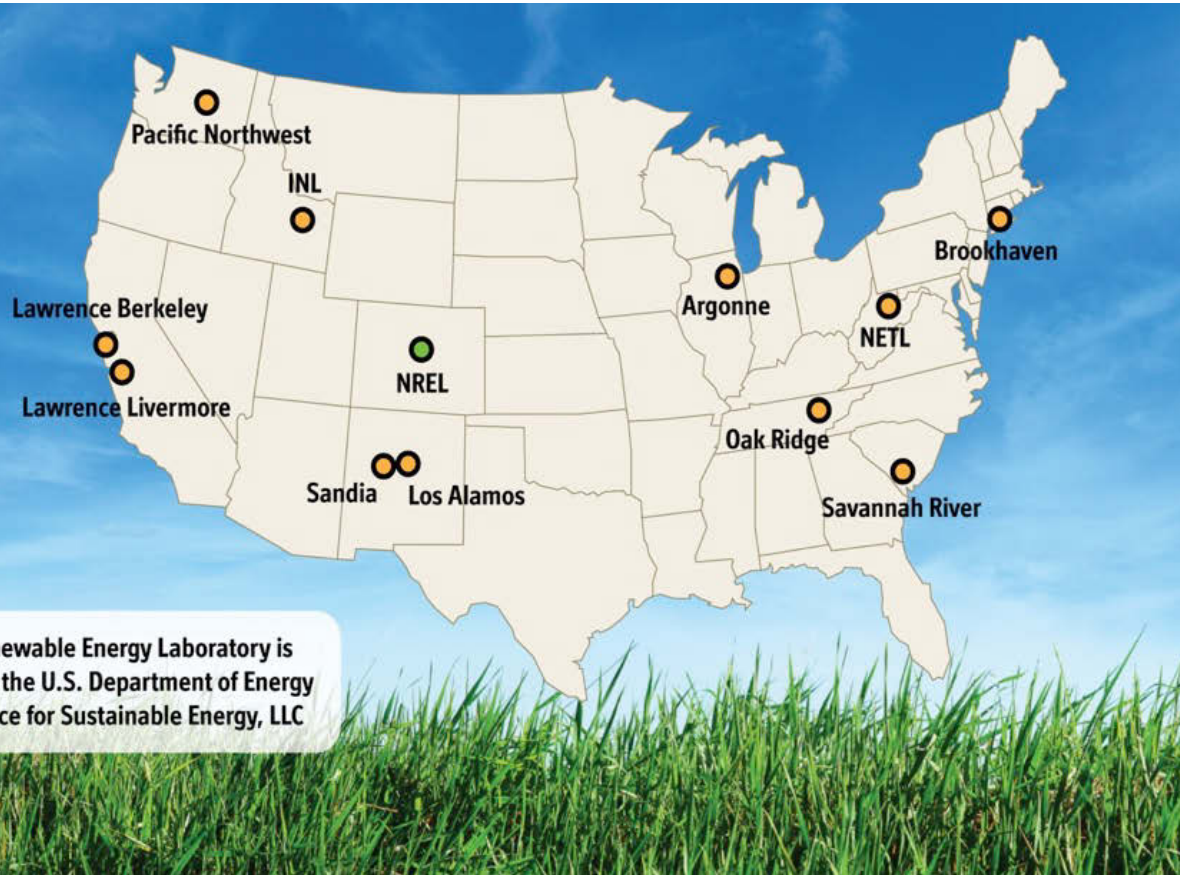 Pacific Northwest
INL
Brookhaven
Argonne
Lawrence Berkeley
NETL
NREL
Lawrence Livermore
Oak Ridge
Sandia
Los Alamos
Savannah River
ewable Energy Laboratory is
the U.S. Department of Energy
ce for Sustainable Energy, LLC